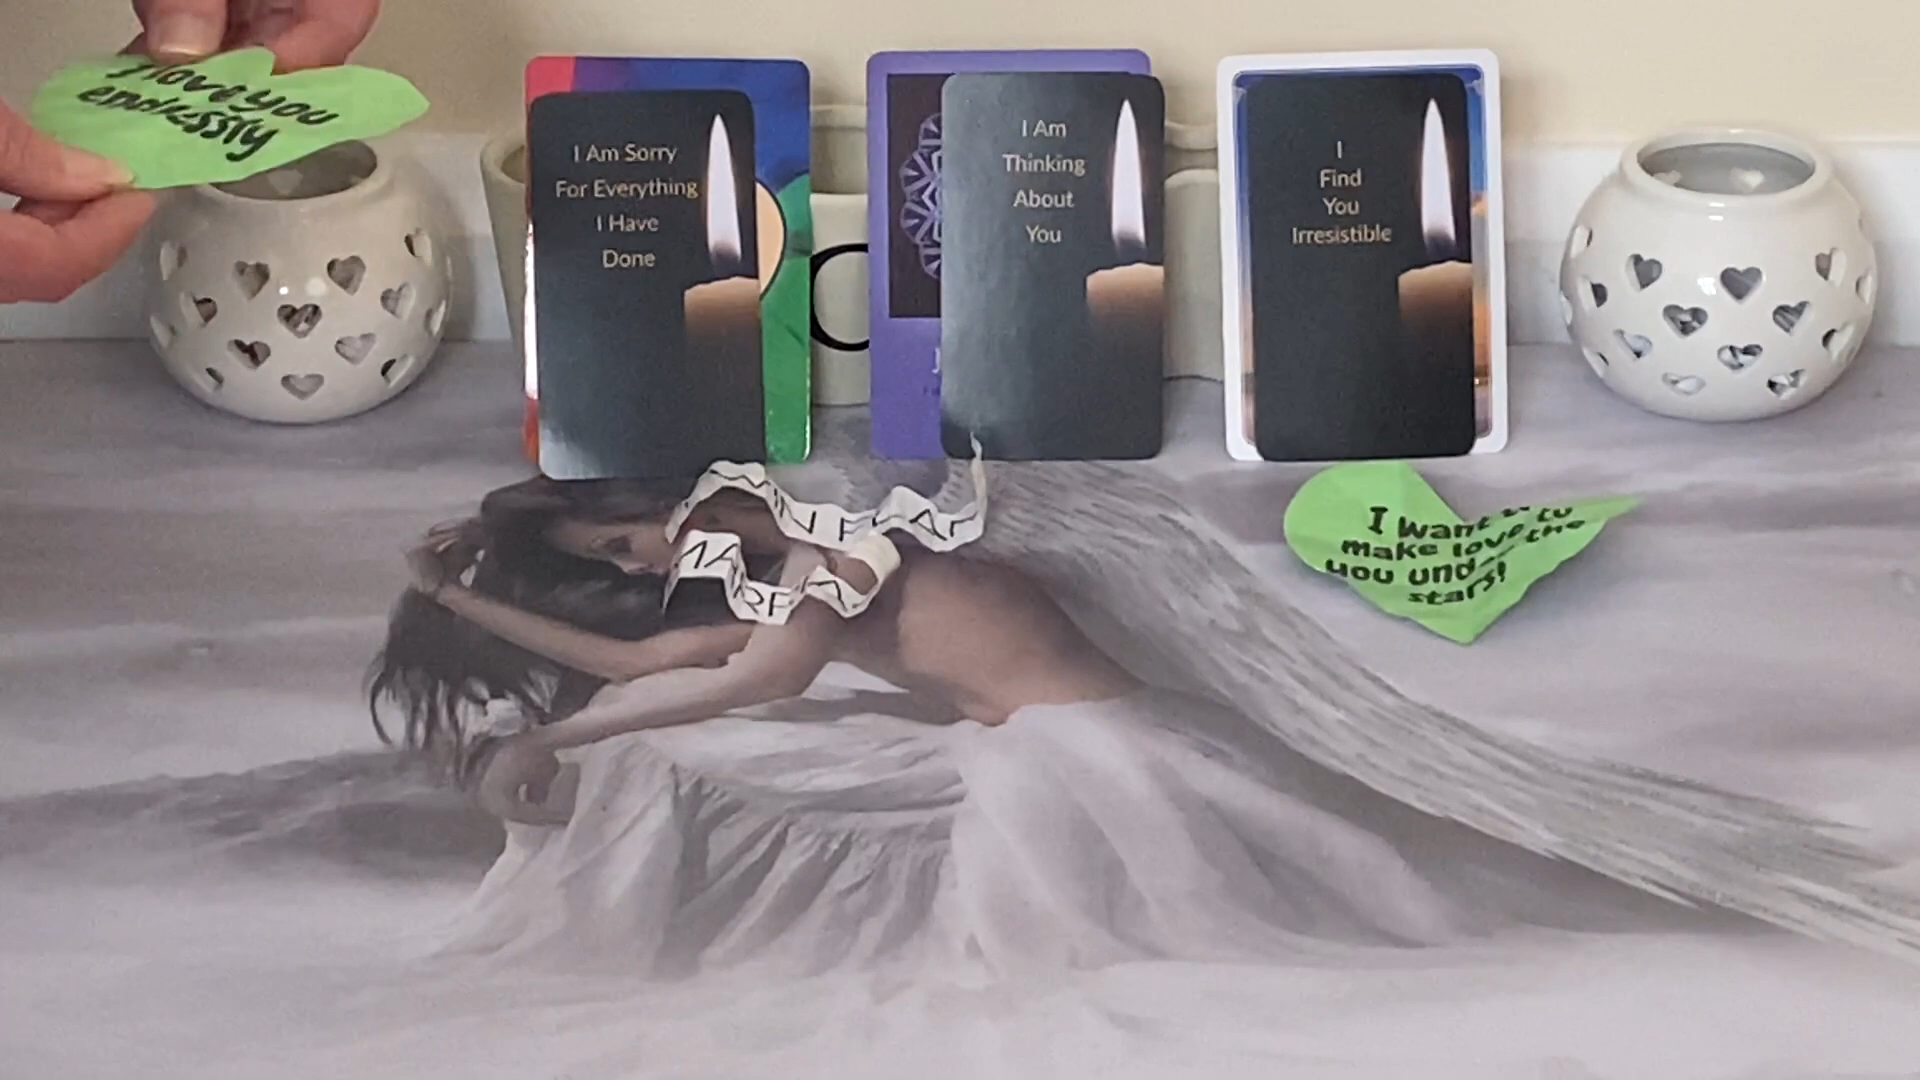 I love you
endlessly
I Am Sorry
For Everything
I Have
Done
I Am
Thinking
About
You
I
Find
You
Irresistible
I want to
make love to
you under the
stars!